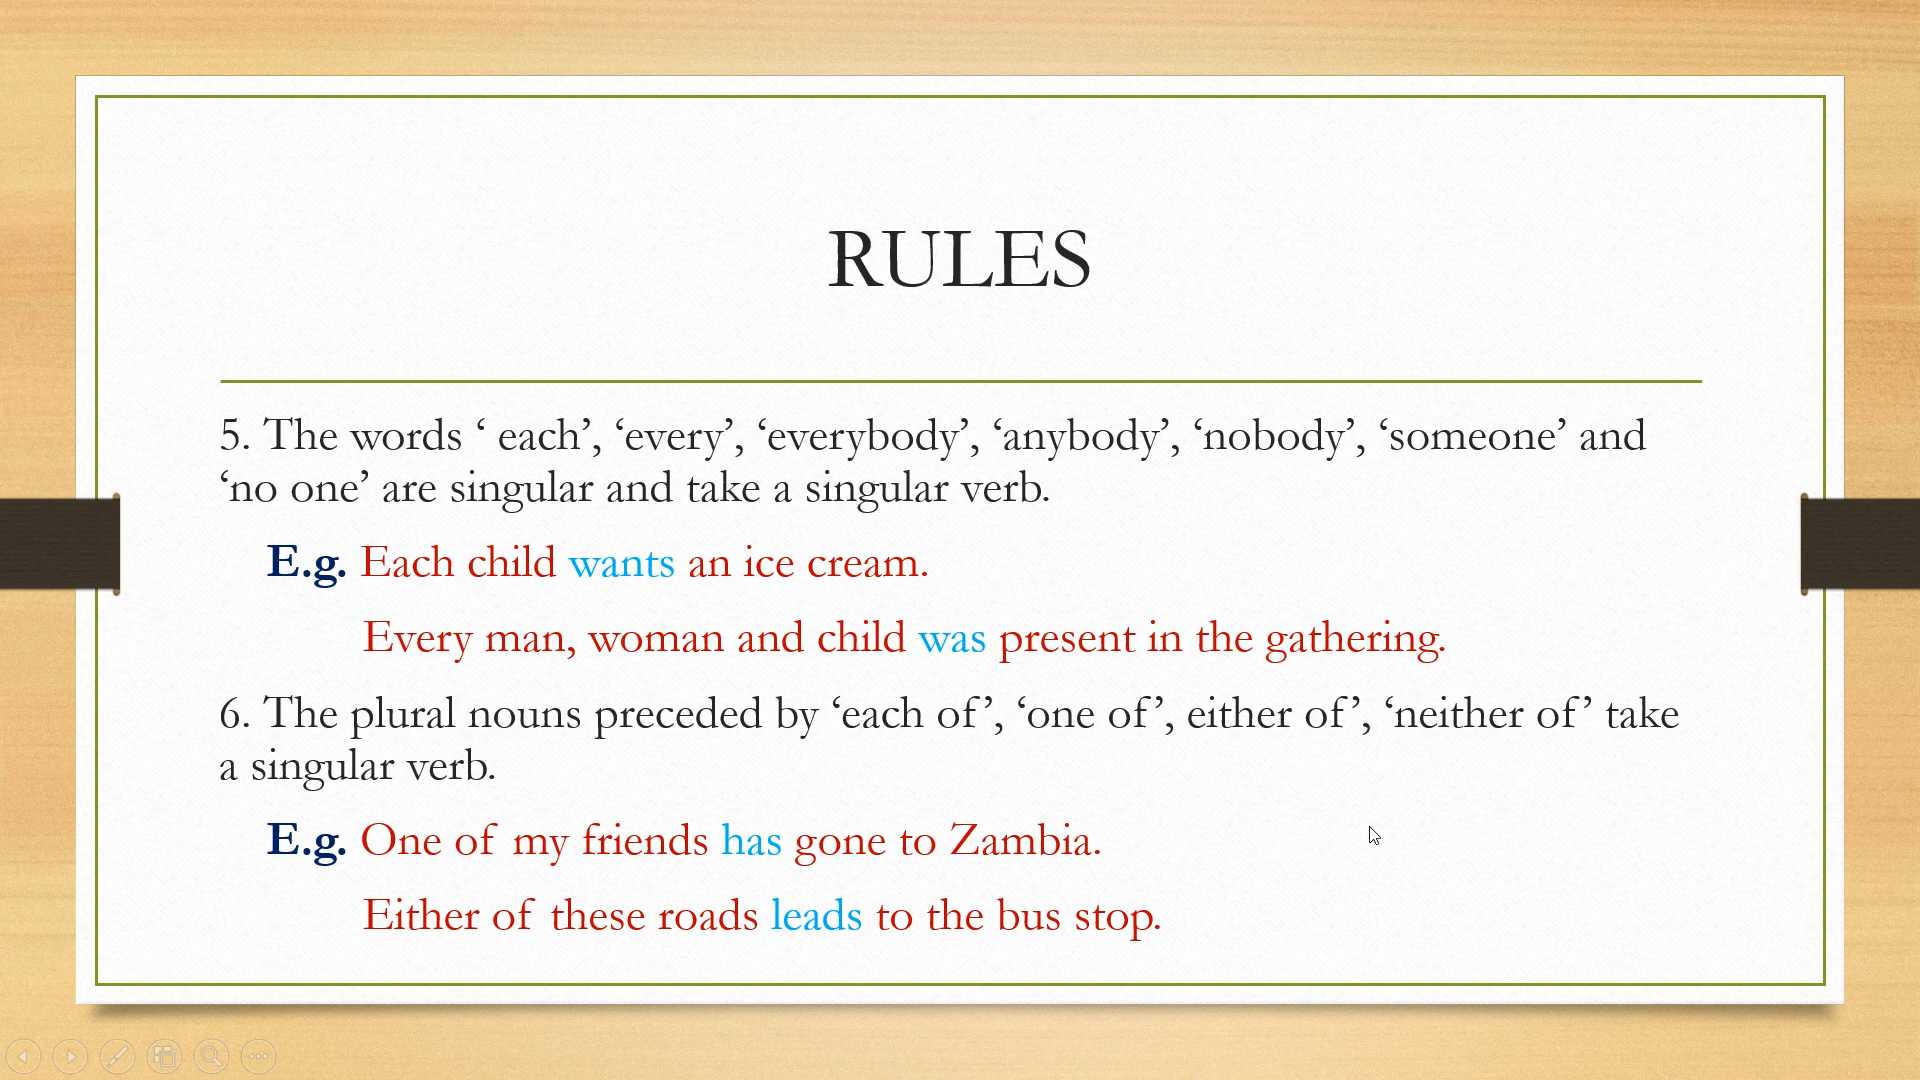 RULES
5. The words ‘ each’, ‘every’, ‘everybody’, ‘anybody’, ‘nobody’, ‘someone’ and
‘no one’ are singular and take a singular verb.
E.g. Each child wants an ice cream.
Every man, woman and child was present in the gathering.
6. The plural nouns preceded by ‘each of’, ‘one of’, either of’, ‘neither of’ take
a singular verb.
E.g. One of my friends has gone to Zambia.
Either of these roads leads to the bus stop.